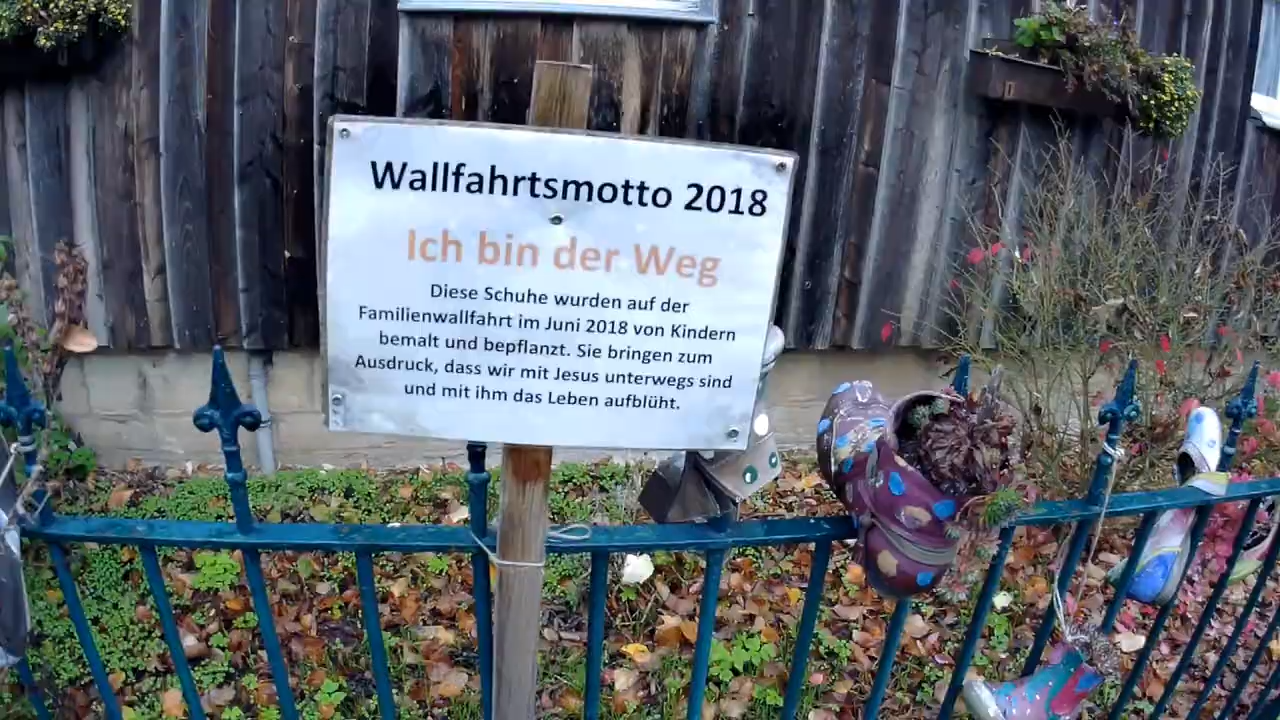 Wallfahrtsmotto 2018
Ich bin der Weg
Diese Schuhe wurden auf der
Familienwallfahrt im Juni 2018 von Kindern
bemalt und bepflanzt. Sie bringen zum
Ausdruck, dass wir mit Jesus unterwegs sind
und mit ihm das Leben aufblüht.